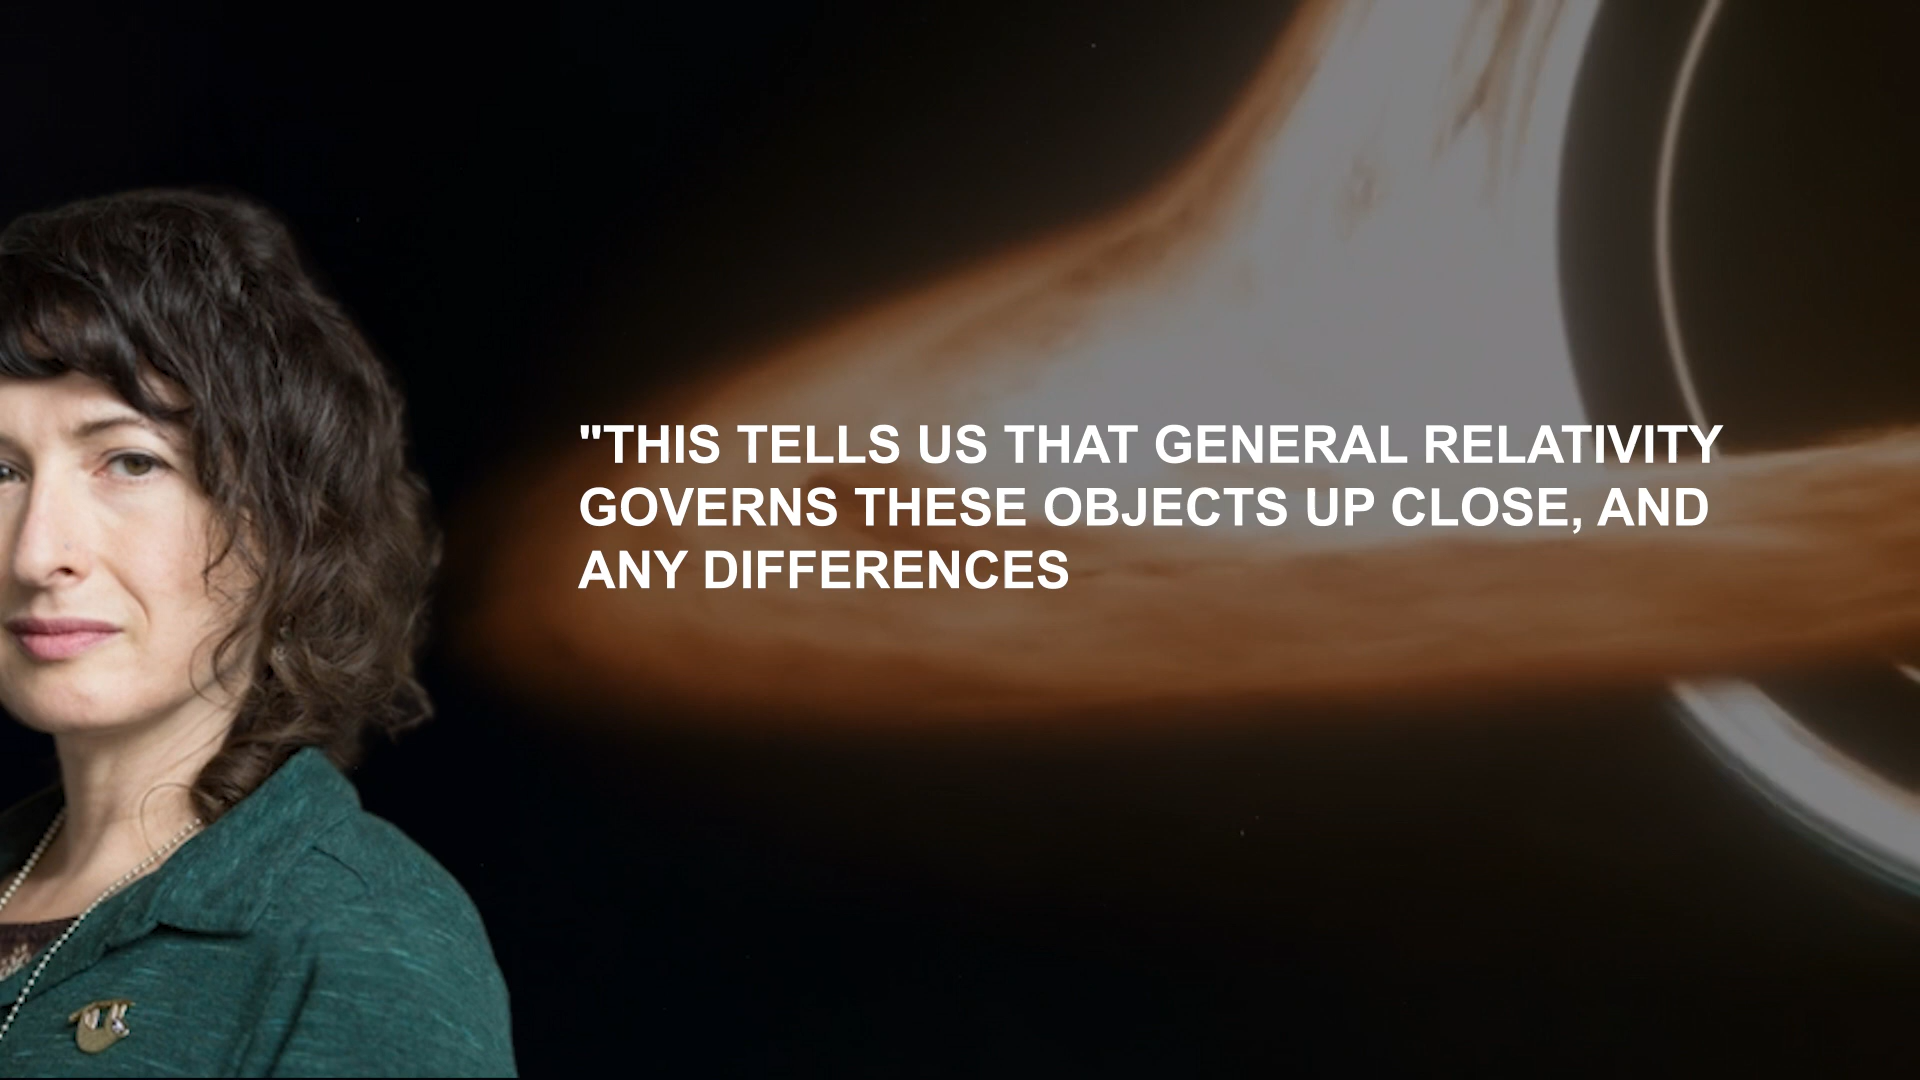 "THIS TELLS US THAT GENERAL RELATIVITY
GOVERNS THESE OBJECTS UP CLOSE, AND
ANY DIFFERENCES